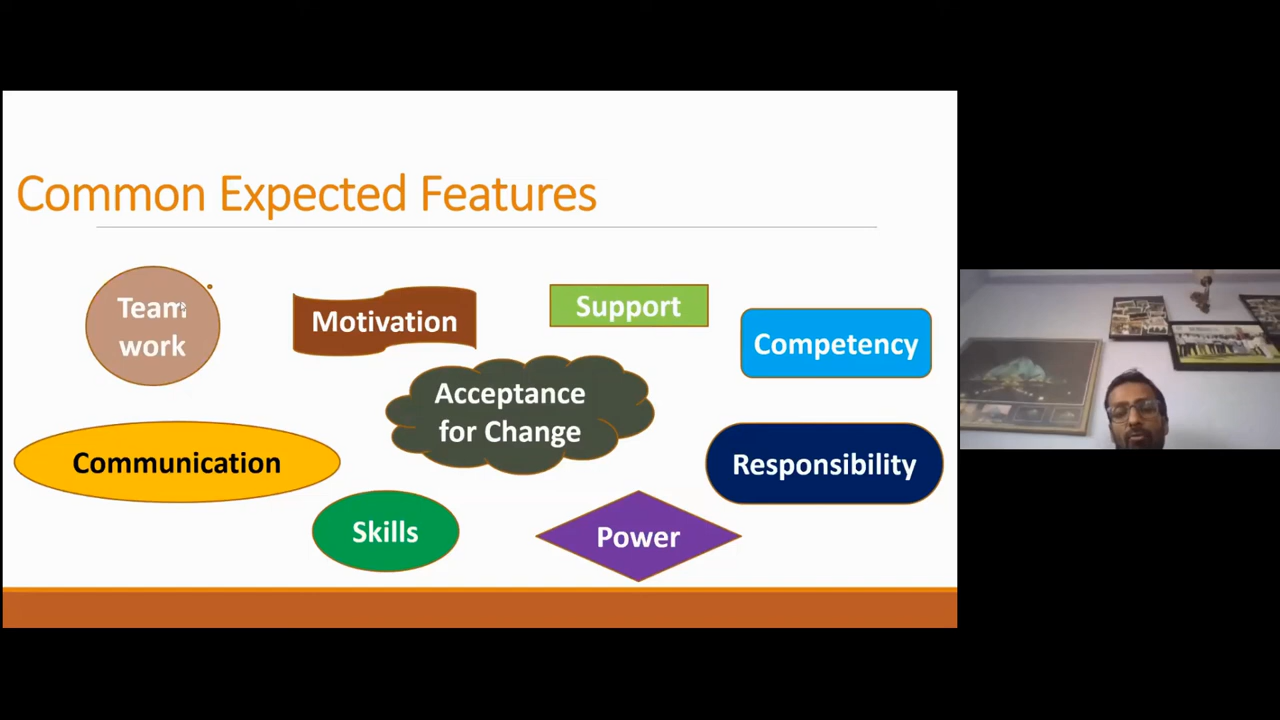 Common Expected Features
Team
work
Motivation
Support
Competency
Acceptance
for Change
Communication
Responsibility
Skills
Power